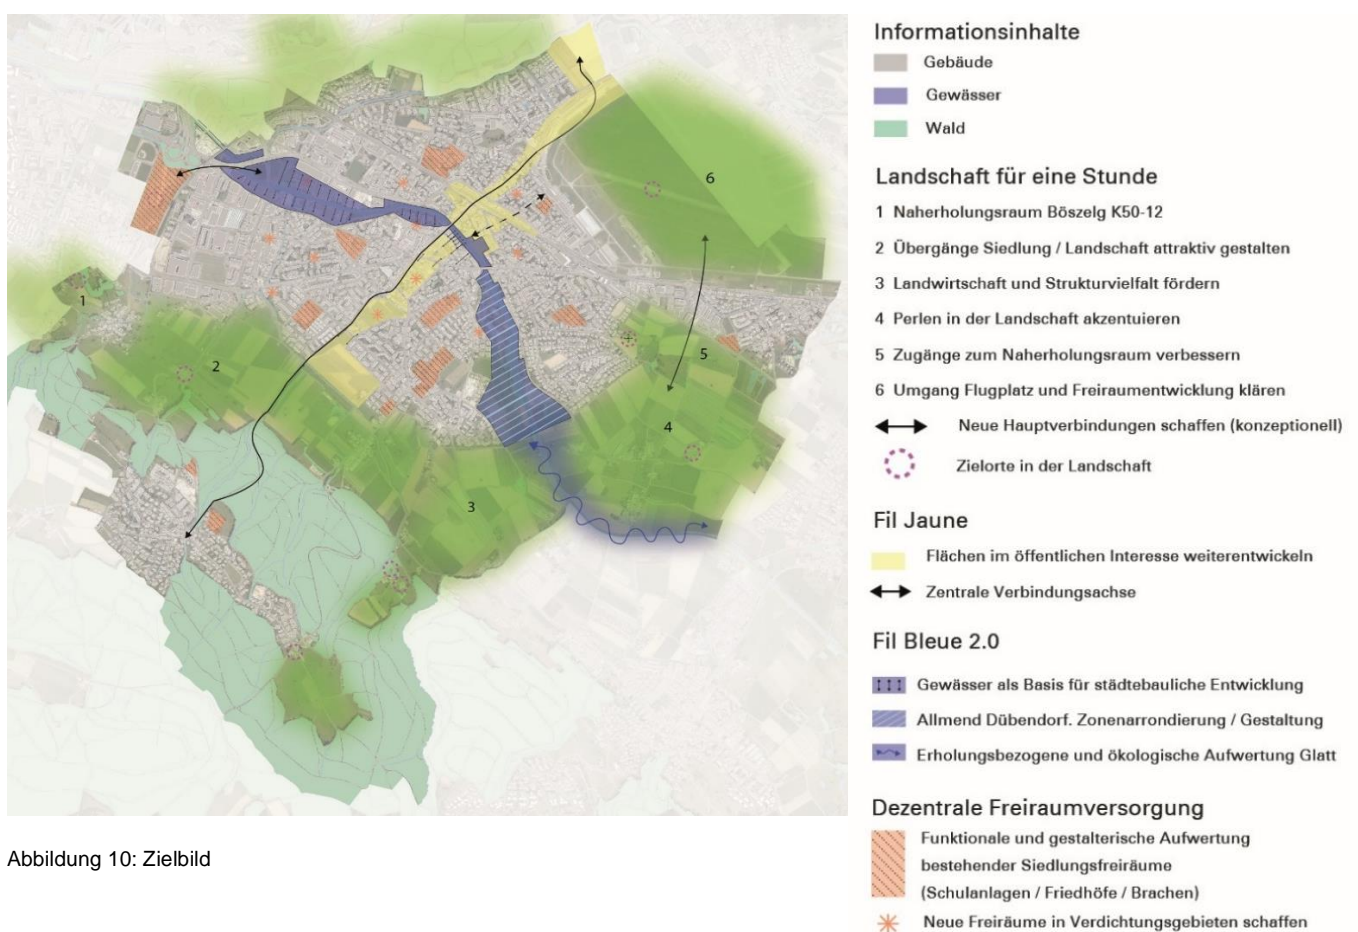 1
2
3
4
5
6
Abbildung 10: Zielbild
Informationsinhalte
Gebäude
Gewässer
Wald
Landschaft für eine Stunde
1 Naherholungsraum Böszelg K50-12
2 Übergänge Siedlung / Landschaft attraktiv gestalten
3 Landwirtschaft und Strukturvielfalt fördern
4 Perlen in der Landschaft akzentuieren
5 Zugänge zum Naherholungsraum verbessern
6 Umgang Flugplatz und Freiraumentwicklung klären
Neue Hauptverbindungen schaffen (konzeptionell)
Zielorte in der Landschaft
Fil Jaune
Flächen im öffentlichen Interesse weiterentwickeln
Zentrale Verbindungsachse
Fil Bleue 2.0
Gewässer als Basis für städtebauliche Entwicklung
Allmend Dübendorf. Zonenarrondierung / Gestaltung
Erholungsbezogene und ökologische Aufwertung Glatt
Dezentrale Freiraumversorgung
Funktionale und gestalterische Aufwertung
bestehender Siedlungsfreiräume
(Schulanlagen / Friedhöfe / Brachen)
Neue Freiräume in Verdichtungsgebieten schaffen